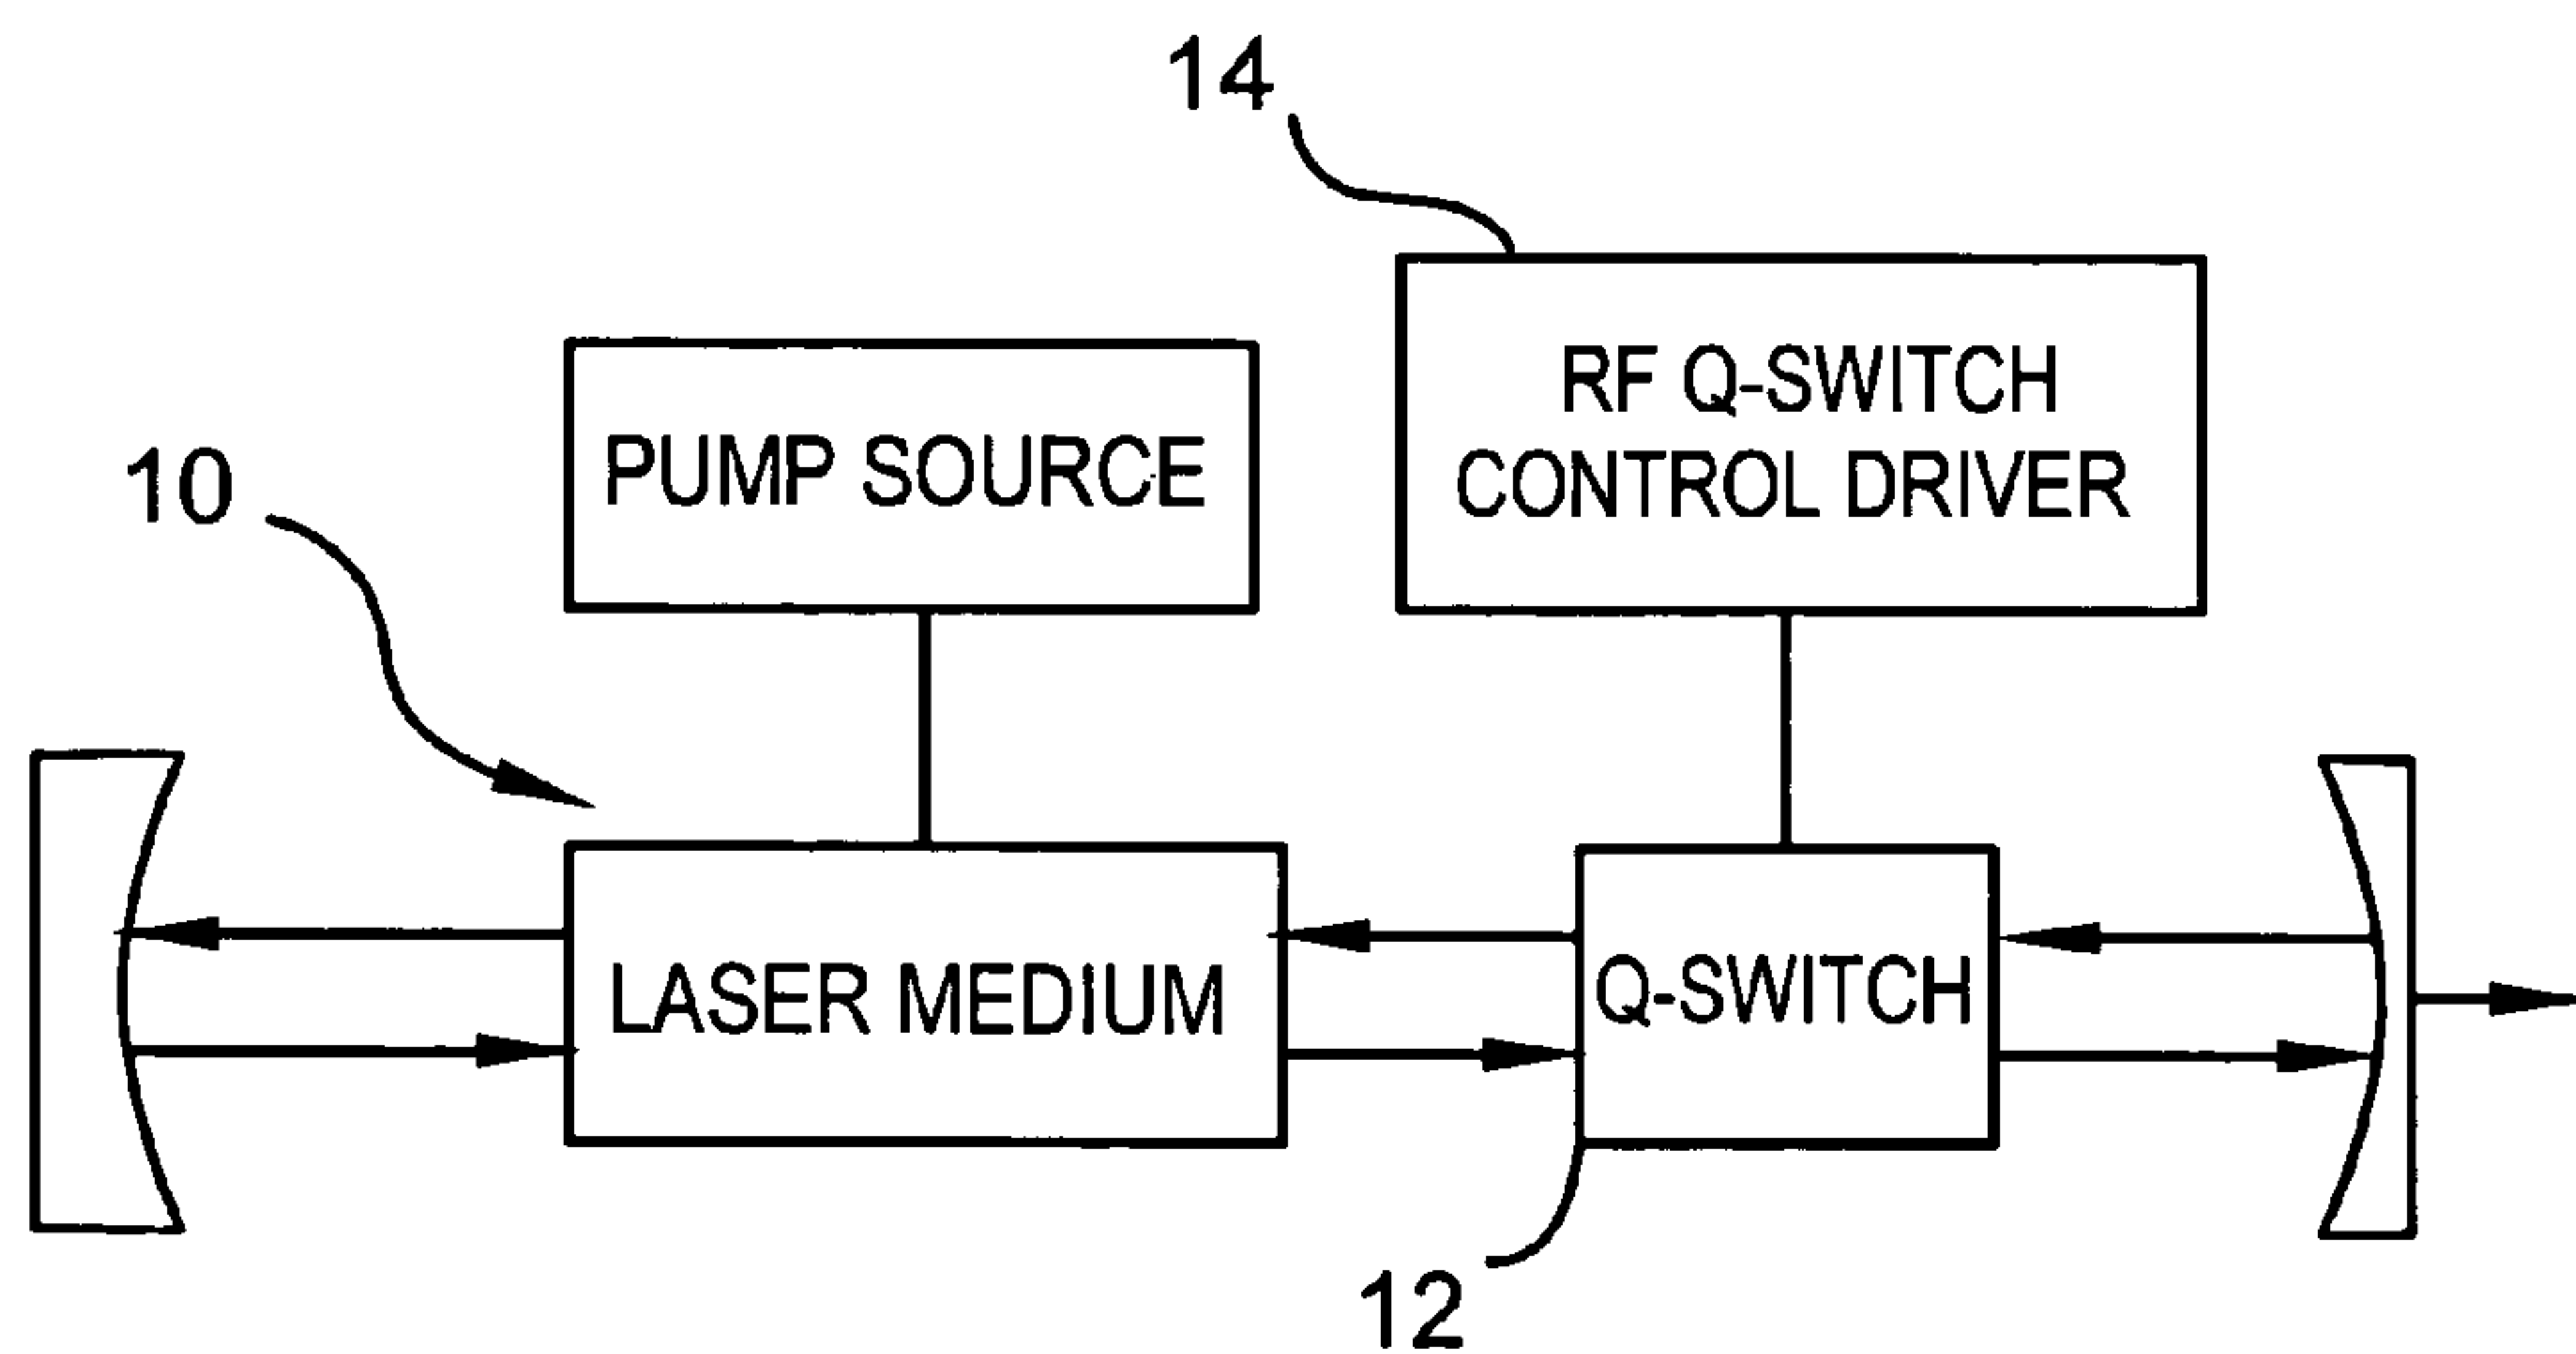 14
RF Q-SWITCH
CONTROL DRIVER
PUMP SOURCE
10
LASER MEDIUM
Q-SWITCH
12